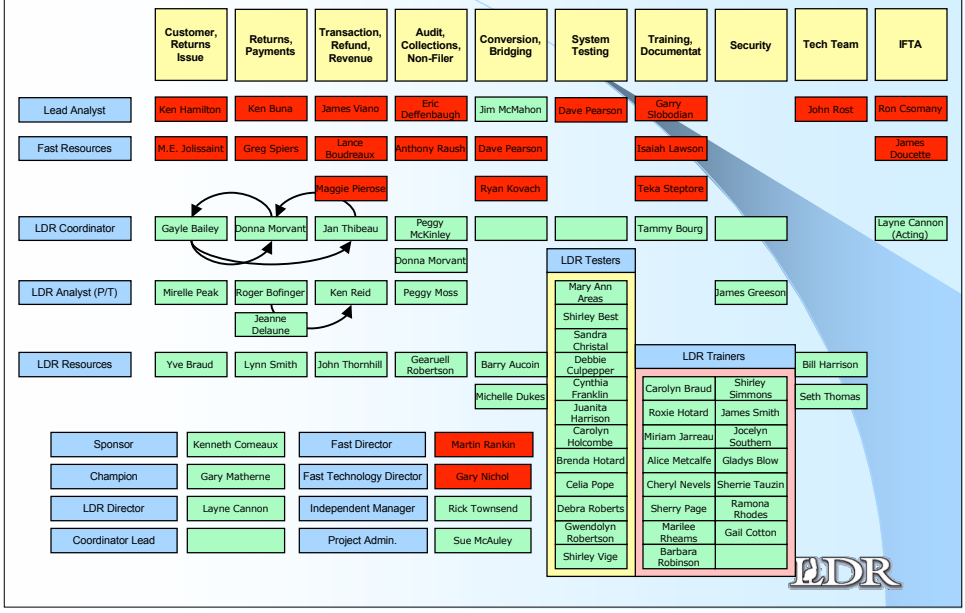 Customer,
Returns
Issue
Returns,
Payments
Transaction,
Refund,
Revenue
Audit,
Collections,
Non-Filer
Conversion,
Bridging
System
Testing
Training,
Documentat
Security
Tech Team
IFTA
Lead Analyst
Ken Hamilton
Ken Buna
James Viano
Eric
Deffenbaugh
Jim McMahon
Dave Pearson
Garry
Slobodian
John Rost
Ron Csomany
Fast Resources
M.E. Jolissaint
Greg Spiers
Lance
Boudreaux
Anthony Raush
Dave Pearson
Isaiah Lawson
James
Doucette
Maggie Pierose
Ryan Kovach
Teka Steptore
LDR Coordinator
Gayle Bailey
Donna Morvant
Jan Thibeau
Peggy
McKinley
Tammy Bourg
Layne Cannon
(Acting)
Donna Morvant
LDR Analyst (P/T)
Mirelle Peak
Roger Bofinger
Ken Reid
Peggy Moss
James Greeson
Jeanne
Delaune
LDR Resources
Yve Braud
Lynn Smith
John Thornhill
Gearuell
Robertson
Barry Aucoin
Bill Harrison
Michelle Dukes
Seth Thomas
LDR Testers
Mary Ann
Areas
Shirley Best
Sandra
Christal
Debbie
Culpepper
Cynthia
Franklin
Juanita
Harrison
Carolyn
Holcombe
Brenda Hotard
Celia Pope
Debra Roberts
Gwendolyn
Robertson
Shirley Vige
LDR Trainers
Carolyn Braud
Shirley
Simmons
Roxie Hotard
James Smith
Miriam Jarreau
Jocelyn
Southern
Alice Metcalfe
Gladys Blow
Cheryl Nevels
Sherrie Tauzin
Sherry Page
Ramona
Rhodes
Marilee
Rheams
Gail Cotton
Barbara
Robinson
Sponsor
Kenneth Comeaux
Fast Director
Martin Rankin
Champion
Gary Matherne
Fast Technology Director
Gary Nichol
LDR Director
Layne Cannon
Independent Manager
Rick Townsend
Coordinator Lead
Project Admin.
Sue McAuley
LDR